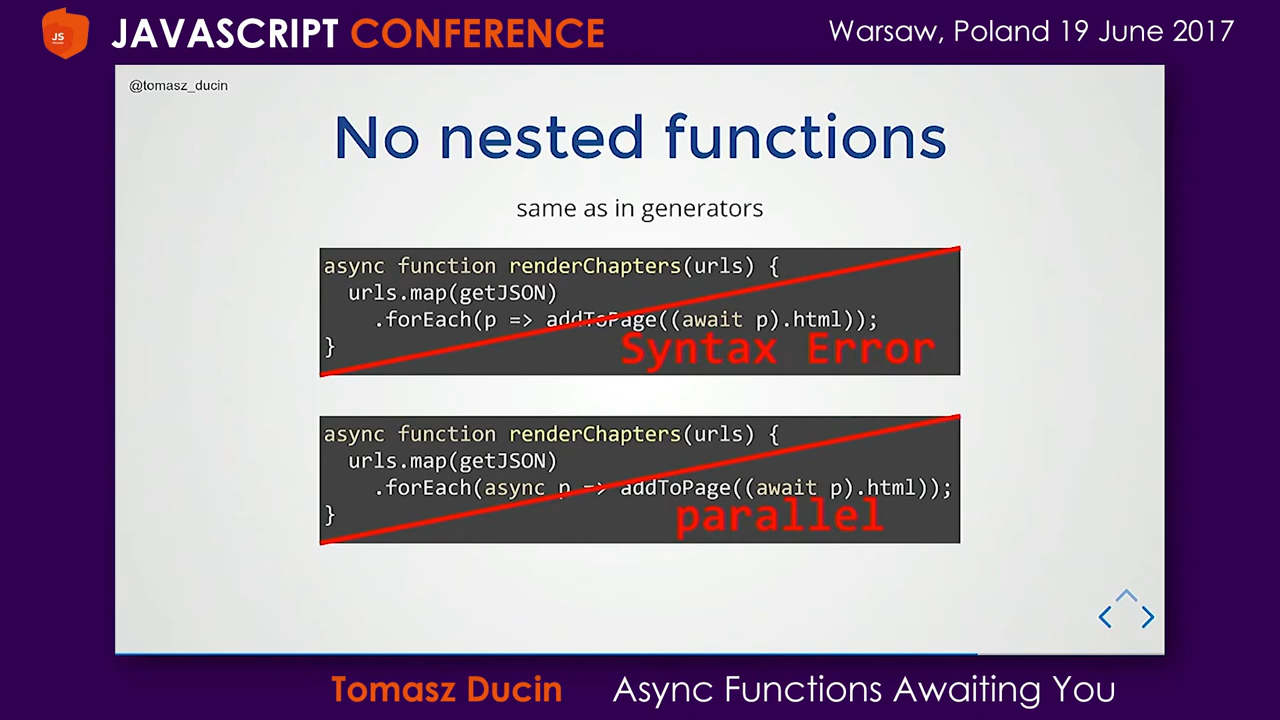 JS
JAVASCRIPT CONFERENCE
Warsaw, Poland 19 June 2017
@tomasz_ducin
No nested functions
same as in generators
async function renderChapters(urls) {
  urls.map(getJSON)
    .forEach(p => addToPage((await p).html));
}
Syntax Error
async function renderChapters(urls) {
  urls.map(getJSON)
    .forEach(async p => addToPage((await p).html));
}
parallel
Tomasz Ducin
Async Functions Awaiting You